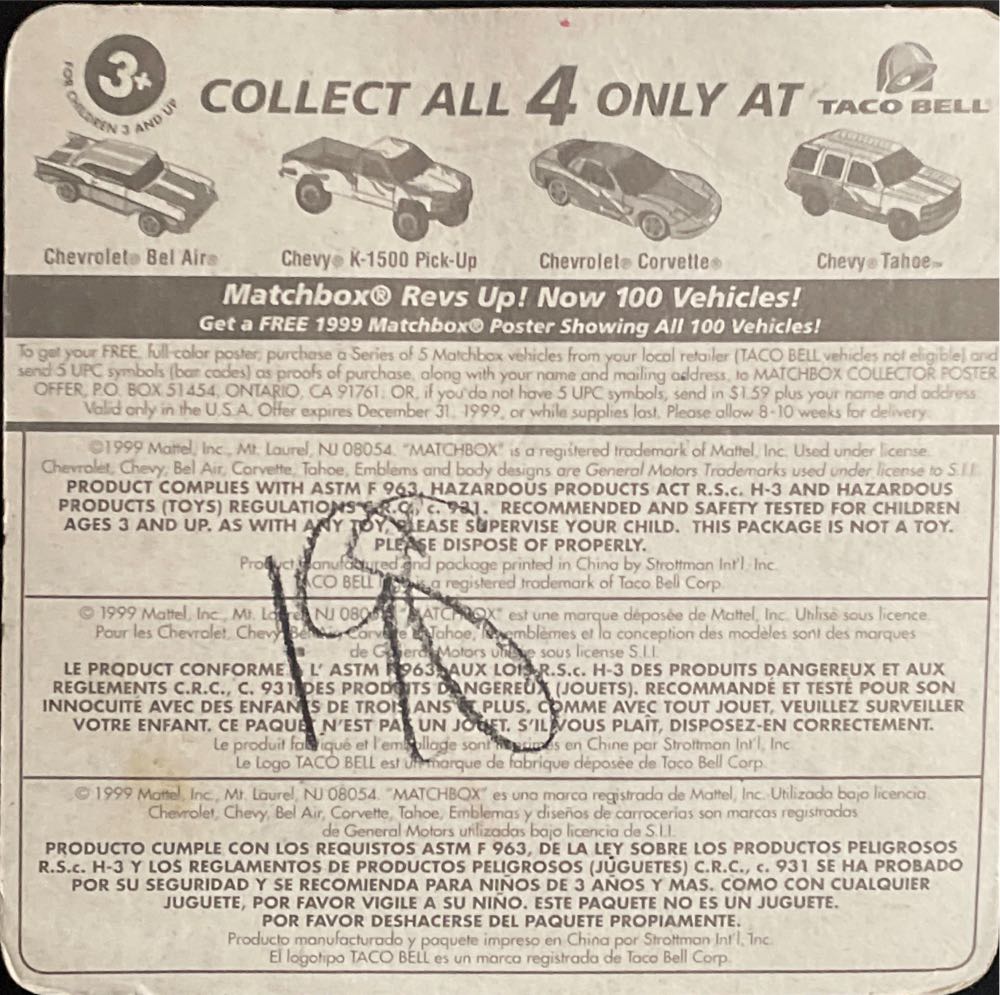 3+
FOR CHILDREN 3 AND UP
COLLECT ALL 4 ONLY AT TACO BELL®
Chevrolet® Bel Air® Chevy® K-1500 Pick-Up Chevrolet® Corvette® Chevy® Tahoe™
Matchbox® Revs Up! Now 100 Vehicles!
Get a FREE 1999 Matchbox® Poster Showing All 100 Vehicles!
To get your FREE, full-color poster, purchase a Series of 5 Matchbox vehicles from your local retailer (TACO BELL vehicles not eligible) and
send 5 UPC symbols (bar codes) as proofs of purchase, along with your name and mailing address, to MATCHBOX COLLECTOR POSTER
OFFER, P.O. BOX 51454, ONTARIO, CA 91761. OR, if you do not have 5 UPC symbols, send in $1.59 plus your name and address.
Valid only in the U.S.A. Offer expires December 31, 1999, or while supplies last. Please allow 8-10 weeks for delivery.
©1999 Mattel, Inc., Mt. Laurel, NJ 08054. "MATCHBOX" is a registered trademark of Mattel, Inc. Used under license.
Chevrolet, Chevy, Bel Air, Corvette, Tahoe, Emblems and body designs are General Motors Trademarks used under license to S.I.I.
PRODUCT COMPLIES WITH ASTM F 963, HAZARDOUS PRODUCTS ACT R.S.c. H-3 AND HAZARDOUS
PRODUCTS (TOYS) REGULATIONS C.R.C., c. 931. RECOMMENDED AND SAFETY TESTED FOR CHILDREN
AGES 3 AND UP. AS WITH ANY TOY, PLEASE SUPERVISE YOUR CHILD. THIS PACKAGE IS NOT A TOY.
PLEASE DISPOSE OF PROPERLY.
Product manufactured and package printed in China by Strottman Int'l, Inc.
TACO BELL is a registered trademark of Taco Bell Corp.
© 1999 Mattel, Inc., Mt. Laurel, NJ 08054. "MATCHBOX" est une marque déposée de Mattel, Inc. Utilisé sous licence.
Pour les Chevrolet, Chevy, Bel Air, Corvette, Tahoe, les emblèmes et la conception des modeles sont des marques
de General Motors utilisé sous license S.I.I.
LE PRODUCT CONFORME L' ASTM F 963, AUX LOIS R.S.c. H-3 DES PRODUITS DANGEREUX ET AUX
REGLEMENTS C.R.C., C. 931 DES PRODUITS DANGEREUX (JOUETS). RECOMMANDÉ ET TESTÉ POUR SON
INNOCUITÉ AVEC DES ENFANTS DE TROIS ANS ET PLUS. COMME AVEC TOUT JOUET, VEUILLEZ SURVEILLER
VOTRE ENFANT. CE PAQUET N'EST PAS UN JOUET. S'IL VOUS PLAÎT, DISPOSEZ-EN CORRECTEMENT.
Le produit fabriqué et l'emballage sont imprimés en Chine par Strottman Int'l, Inc.
Le Logo TACO BELL est un marque de fabrique déposée de Taco Bell Corp.
© 1999 Mattel, Inc., Mt. Laurel, NJ 08054. "MATCHBOX" es una marca registrada de Mattel, Inc. Utilizada bajo licencia.
Chevrolet, Chevy, Bel Air, Corvette, Tahoe, Emblemas y diseños de carrocerías son marcas registradas
de General Motors utilizadas bajo licencia de S.I.I.
PRODUCTO CUMPLE CON LOS REQUISTOS ASTM F 963, DE LA LEY SOBRE LOS PRODUCTOS PELIGROSOS
R.S.c. H-3 Y LOS REGLAMENTOS DE PRODUCTOS PELIGROSOS (JUGUETES) C.R.C., c. 931 SE HA PROBADO
POR SU SEGURIDAD Y SE RECOMIENDA PARA NIÑOS DE 3 AÑOS Y MAS. COMO CON CUALQUIER
JUGUETE, POR FAVOR VIGILE A SU NIÑO. ESTE PAQUETE NO ES UN JUGUETE.
POR FAVOR DESHACERSE DEL PAQUETE PROPIAMENTE.
Producto manufacturado y paquete impreso en China por Strottman Int'l, Inc.
El logotipo TACO BELL es un marca registrada de Taco Bell Corp.